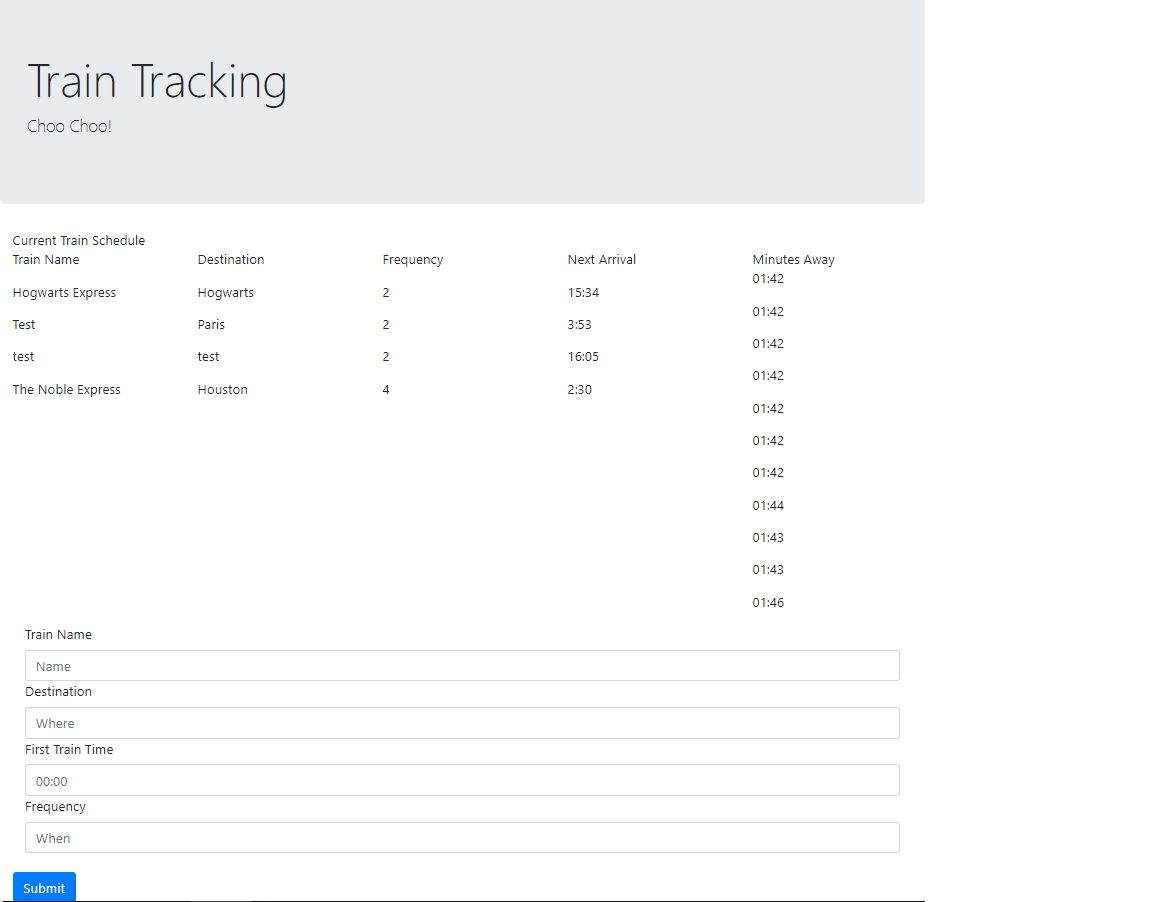 Train Tracking
Choo Choo!
Current Train Schedule
Train Name Destination Frequency Next Arrival Minutes Away
01:42
Hogwarts Express Hogwarts 2 15:34
01:42
Test Paris 2 3:53
01:42
test test 2 16:05
01:42
The Noble Express Houston 4 2:30
01:42
01:42
01:42
01:44
01:43
01:43
01:46
Train Name
Name
Destination
Where
First Train Time
00:00
Frequency
When
Submit